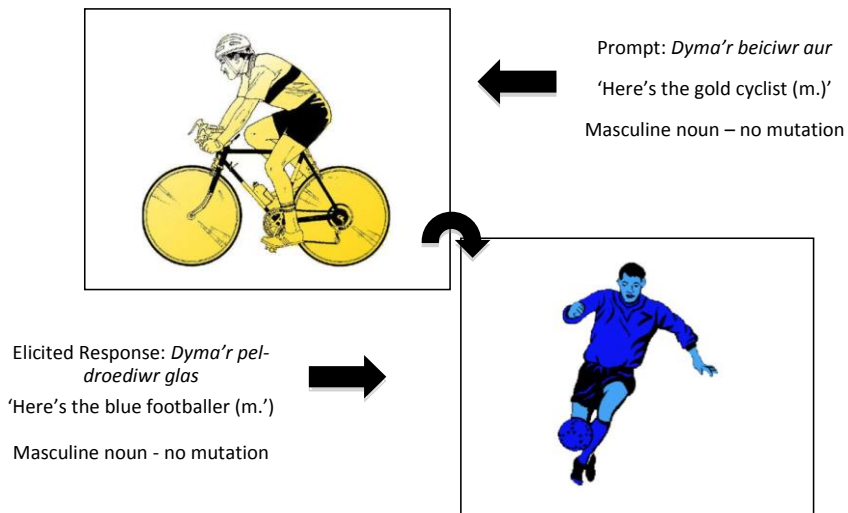 Prompt: Dyma’r beiciwr aur
‘Here’s the gold cyclist (m.)’
Masculine noun – no mutation
Elicited Response: Dyma’r pel-
droediwr glas
‘Here’s the blue footballer (m.’)
Masculine noun - no mutation